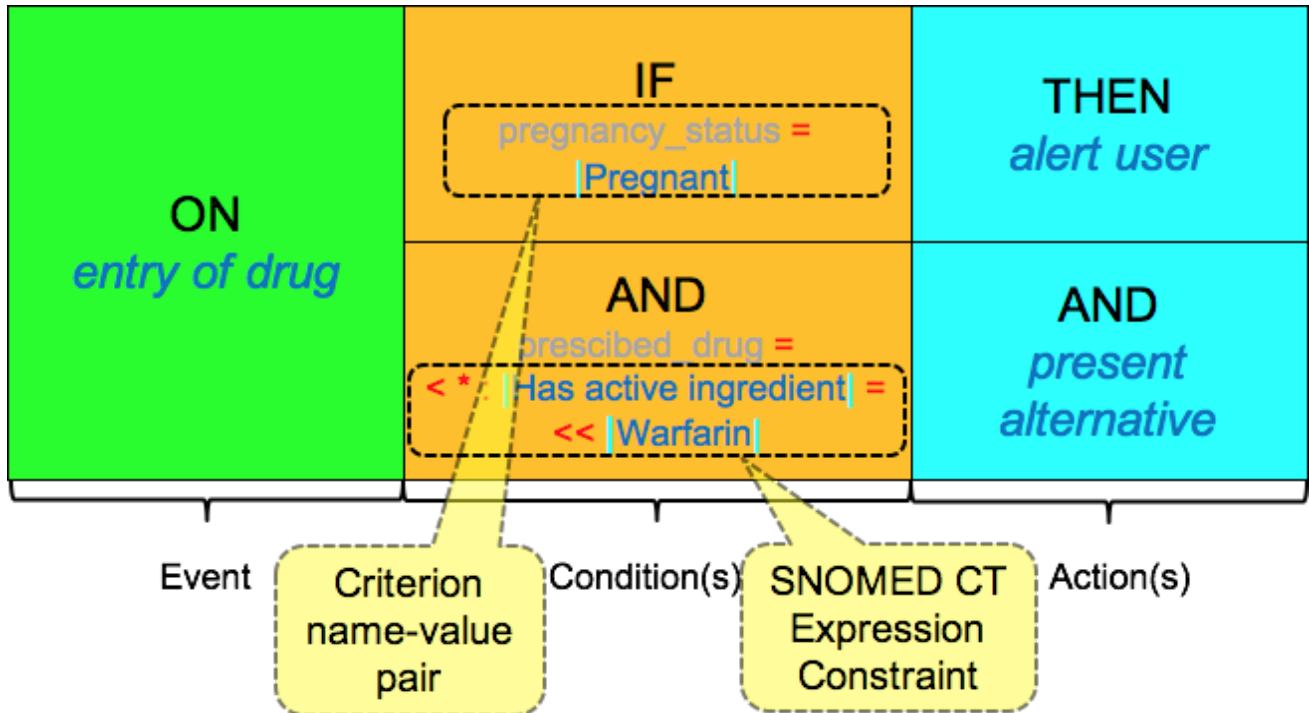 ON
entry of drug
IF
pregnancy_status =
|Pregnant|
AND
prescibed_drug =
< * : |Has active ingredient| =
<< |Warfarin|
THEN
alert user
AND
present
alternative
Event
Condition(s)
Action(s)
Criterion
name-value
pair
SNOMED CT
Expression
Constraint